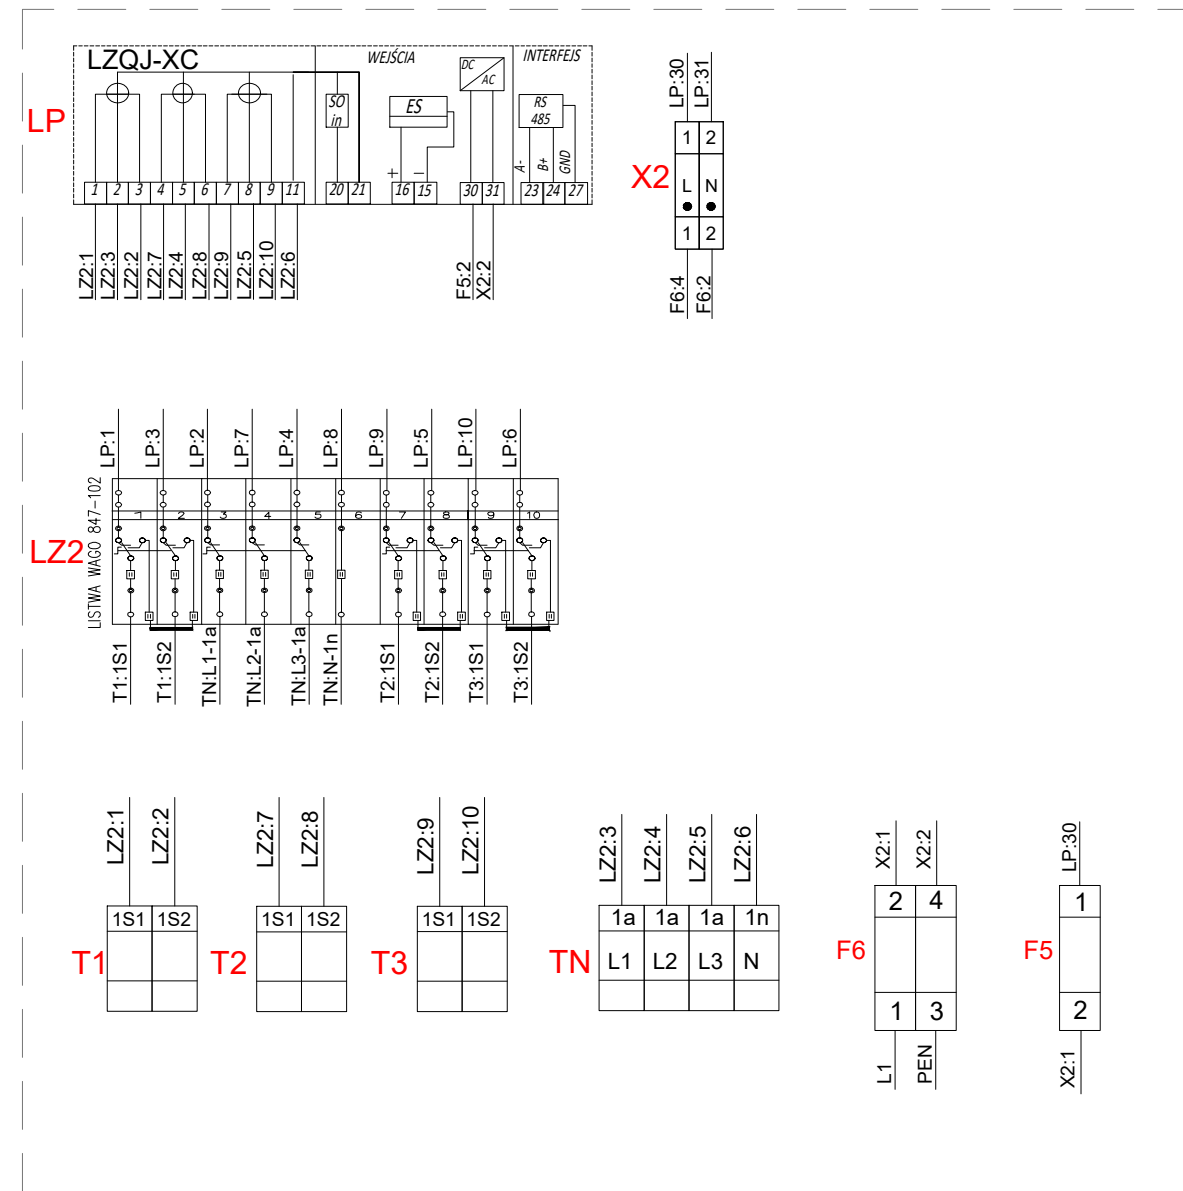 LZQJ-XC
WEJŚCIA
INTERFEJS
LP
SO
in
ES
DC
AC
RS
485
+
−
A-
B+
GND
1 2 3 4 5 6 7 8 9 11
20 21
16 15
30 31
23 24 27
LZ2:1
LZ2:3
LZ2:2
LZ2:7
LZ2:4
LZ2:8
LZ2:9
LZ2:5
LZ2:10
LZ2:6
F5:2
X2:2
LP:30
LP:31
X2
1 2
L N
1 2
F6:4
F6:2
LP:1
LP:3
LP:2
LP:7
LP:4
LP:8
LP:9
LP:5
LP:10
LP:6
LZ2
LISTWA WAGO 847-102
1 2 3 4 5 6 7 8 9 10
T1:1S1
T1:1S2
TN:L1-1a
TN:L2-1a
TN:L3-1a
TN:N-1n
T2:1S1
T2:1S2
T3:1S1
T3:1S2
LZ2:1
LZ2:2
1S1 1S2
T1
LZ2:7
LZ2:8
1S1 1S2
T2
LZ2:9
LZ2:10
1S1 1S2
T3
LZ2:3
LZ2:4
LZ2:5
LZ2:6
1a 1a 1a 1n
TN
L1 L2 L3 N
X2:1
X2:2
2 4
F6
1 3
L1
PEN
LP:30
1
F5
2
X2:1